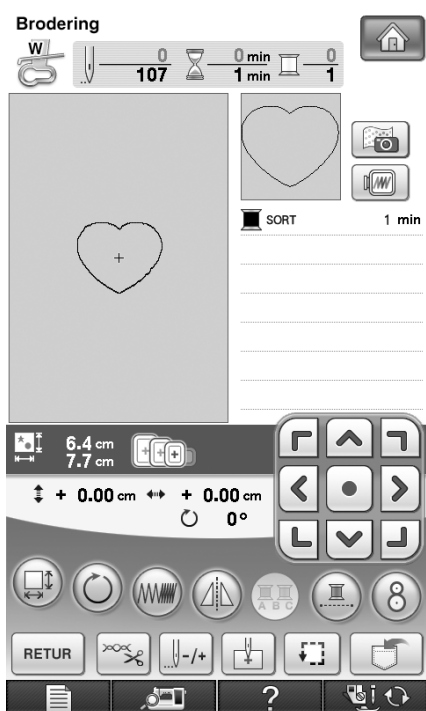 Brodering
W
0 0 min 0
107 1 min 1
SORT 1 min
6.4 cm
7.7 cm
+ 0.00 cm + 0.00 cm
0°
A B C
8
RETUR
-/+
?
i